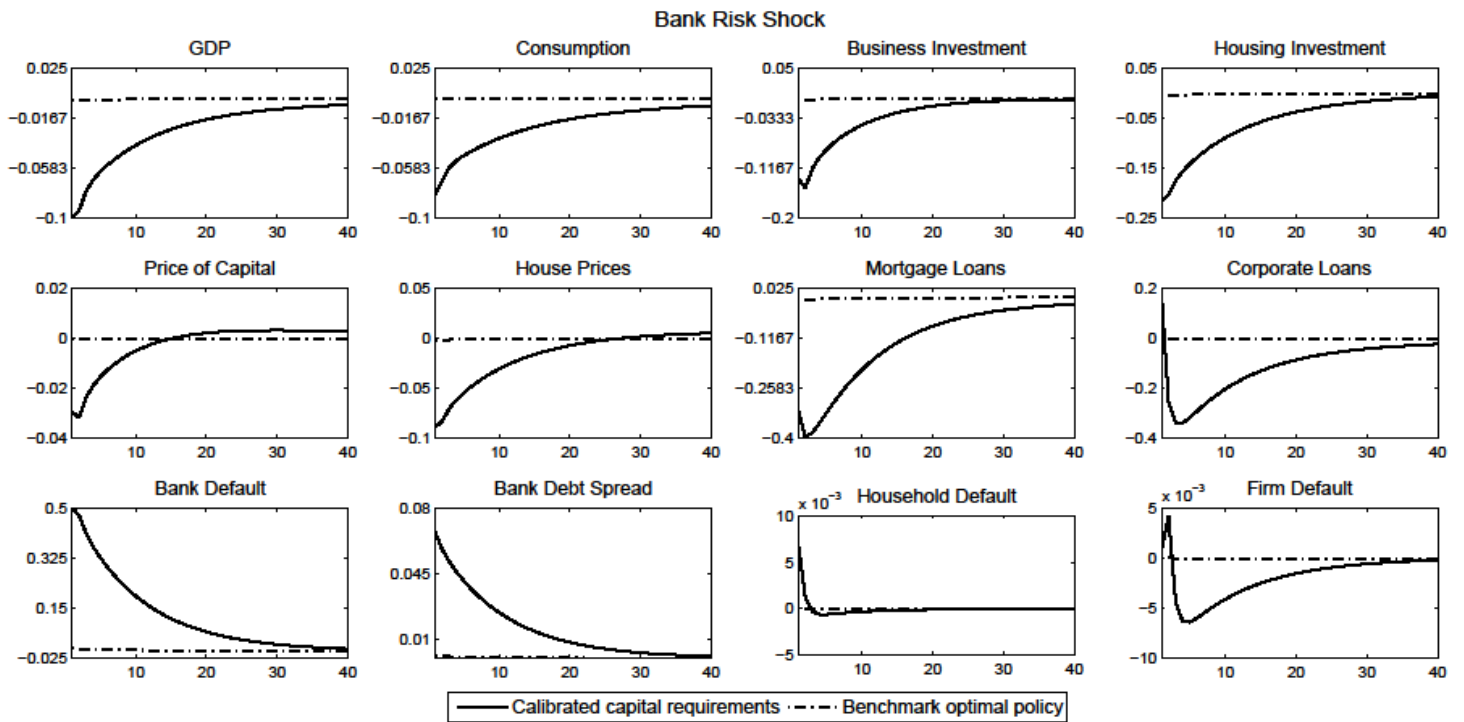 Bank Risk Shock
GDP
0.025
−0.0167
−0.0583
−0.1
10 20 30 40
Consumption
0.025
−0.0167
−0.0583
−0.1
10 20 30 40
Business Investment
0.05
−0.0333
−0.1167
−0.2
10 20 30 40
Housing Investment
0.05
−0.05
−0.15
−0.25
10 20 30 40
Price of Capital
0.02
0
−0.02
−0.04
10 20 30 40
House Prices
0.05
0
−0.05
−0.1
10 20 30 40
Mortgage Loans
0.025
−0.1167
−0.2583
−0.4
10 20 30 40
Corporate Loans
0.2
0
−0.2
−0.4
10 20 30 40
Bank Default
0.5
0.325
0.15
−0.025
10 20 30 40
Bank Debt Spread
0.08
0.045
0.01
10 20 30 40
Household Default
x 10⁻³
10
5
0
−5
10 20 30 40
Firm Default
x 10⁻³
5
0
−5
−10
10 20 30 40
Calibrated capital requirements Benchmark optimal policy